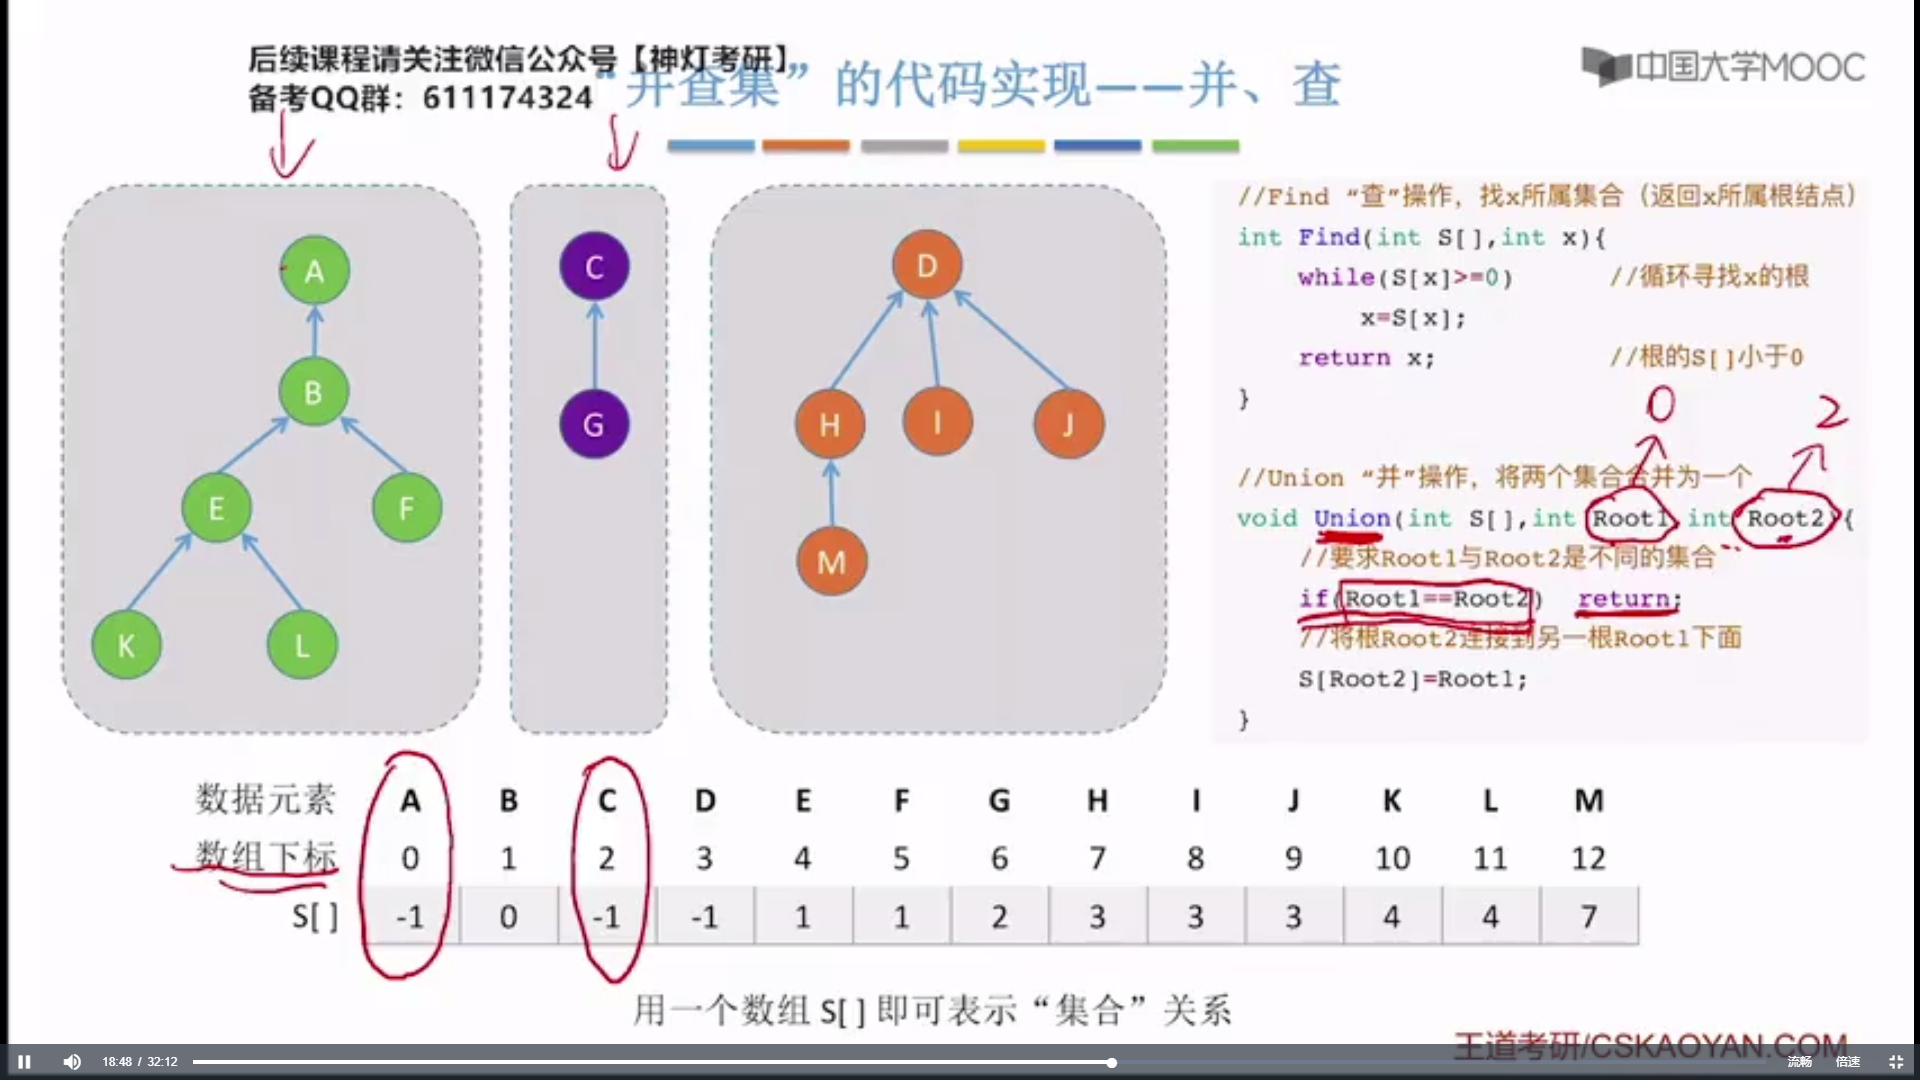 后续课程请关注微信公众号【神灯考研】
备考QQ群：611174324
“并查集”的代码实现——并、查
中国大学MOOC
A
B
E
F
K
L
C
G
D
H
I
J
M
//Find “查”操作，找x所属集合（返回x所属根结点）
int Find(int S[],int x){
while(S[x]>=0) //循环寻找x的根
x=S[x];
return x; //根的S[]小于0
}
0 2
//Union “并”操作，将两个集合合并为一个
void Union(int S[],int Root1,int Root2){
//要求Root1与Root2是不同的集合
if(Root1==Root2) return;
//将根Root2连接到另一根Root1下面
S[Root2]=Root1;
}
数据元素 A B C D E F G H I J K L M
数组下标 0 1 2 3 4 5 6 7 8 9 10 11 12
S[ ] -1 0 -1 -1 1 1 2 3 3 3 4 4 7
用一个数组 S[ ] 即可表示“集合”关系
王道考研/CSKAOYAN.COM
18:48 / 32:12 流畅 倍速